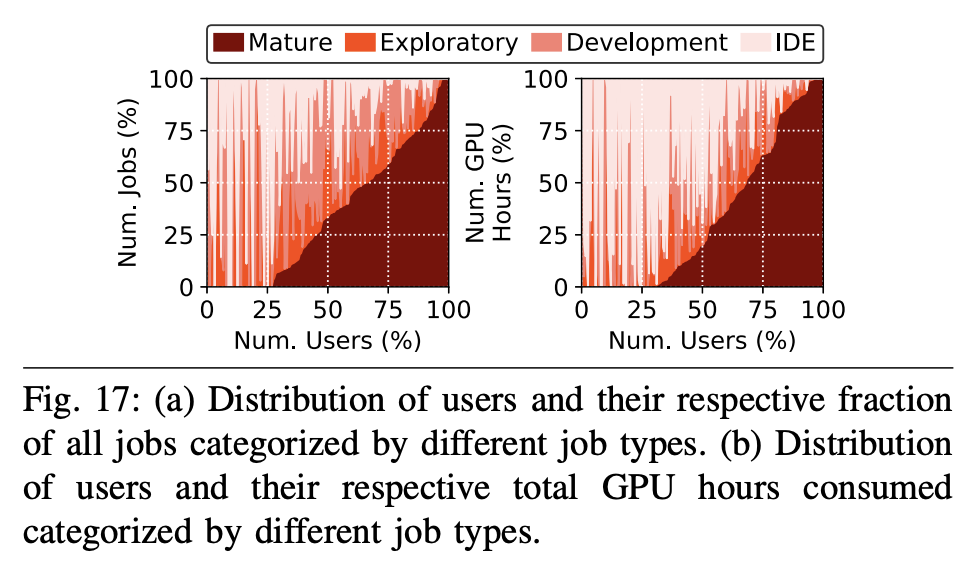 Mature Exploratory Development IDE
100
75
50
25
0
Num. Jobs (%)
0 25 50 75 100
Num. Users (%)
100
75
50
25
0
Num. GPU
Hours (%)
0 25 50 75 100
Num. Users (%)
Fig. 17: (a) Distribution of users and their respective fraction
of all jobs categorized by different job types. (b) Distribution
of users and their respective total GPU hours consumed
categorized by different job types.